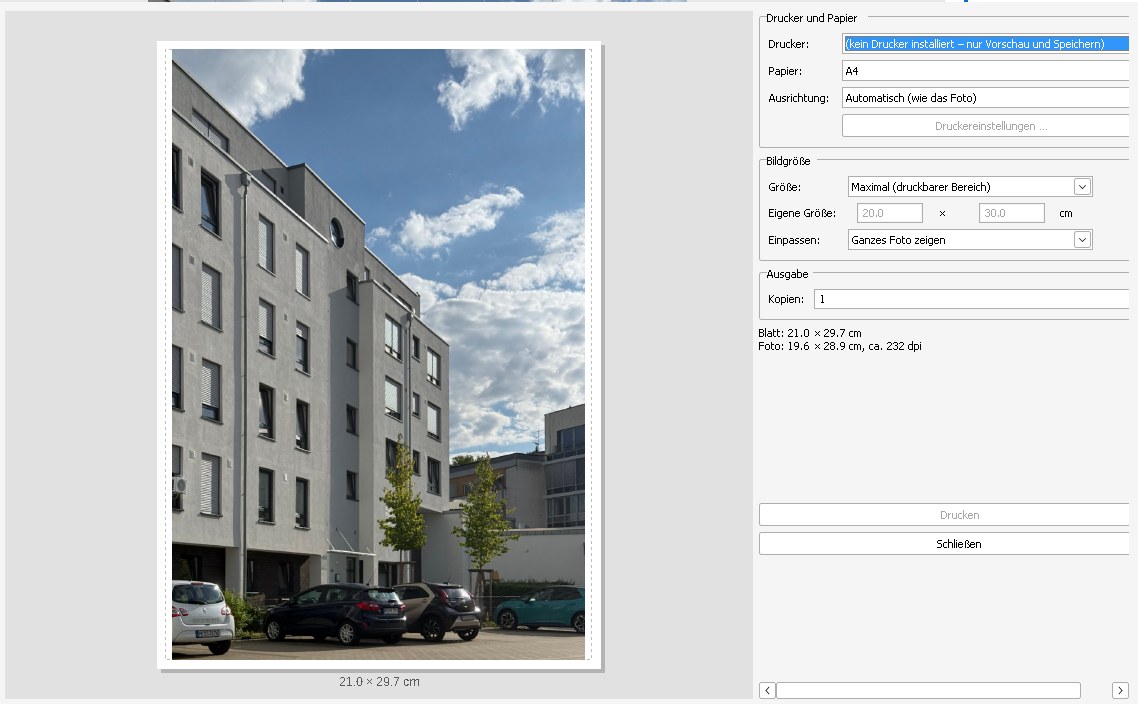 Drucker und Papier
Drucker: (kein Drucker installiert – nur Vorschau und Speichern)
Papier: A4
Ausrichtung: Automatisch (wie das Foto)
Druckereinstellungen ...
Bildgröße
Größe: Maximal (druckbarer Bereich)
Eigene Größe: 20.0 × 30.0 cm
Einpassen: Ganzes Foto zeigen
Ausgabe
Kopien: 1
Blatt: 21.0 × 29.7 cm
Foto: 19.6 × 28.9 cm, ca. 232 dpi
Drucken
Schließen
21.0 × 29.7 cm